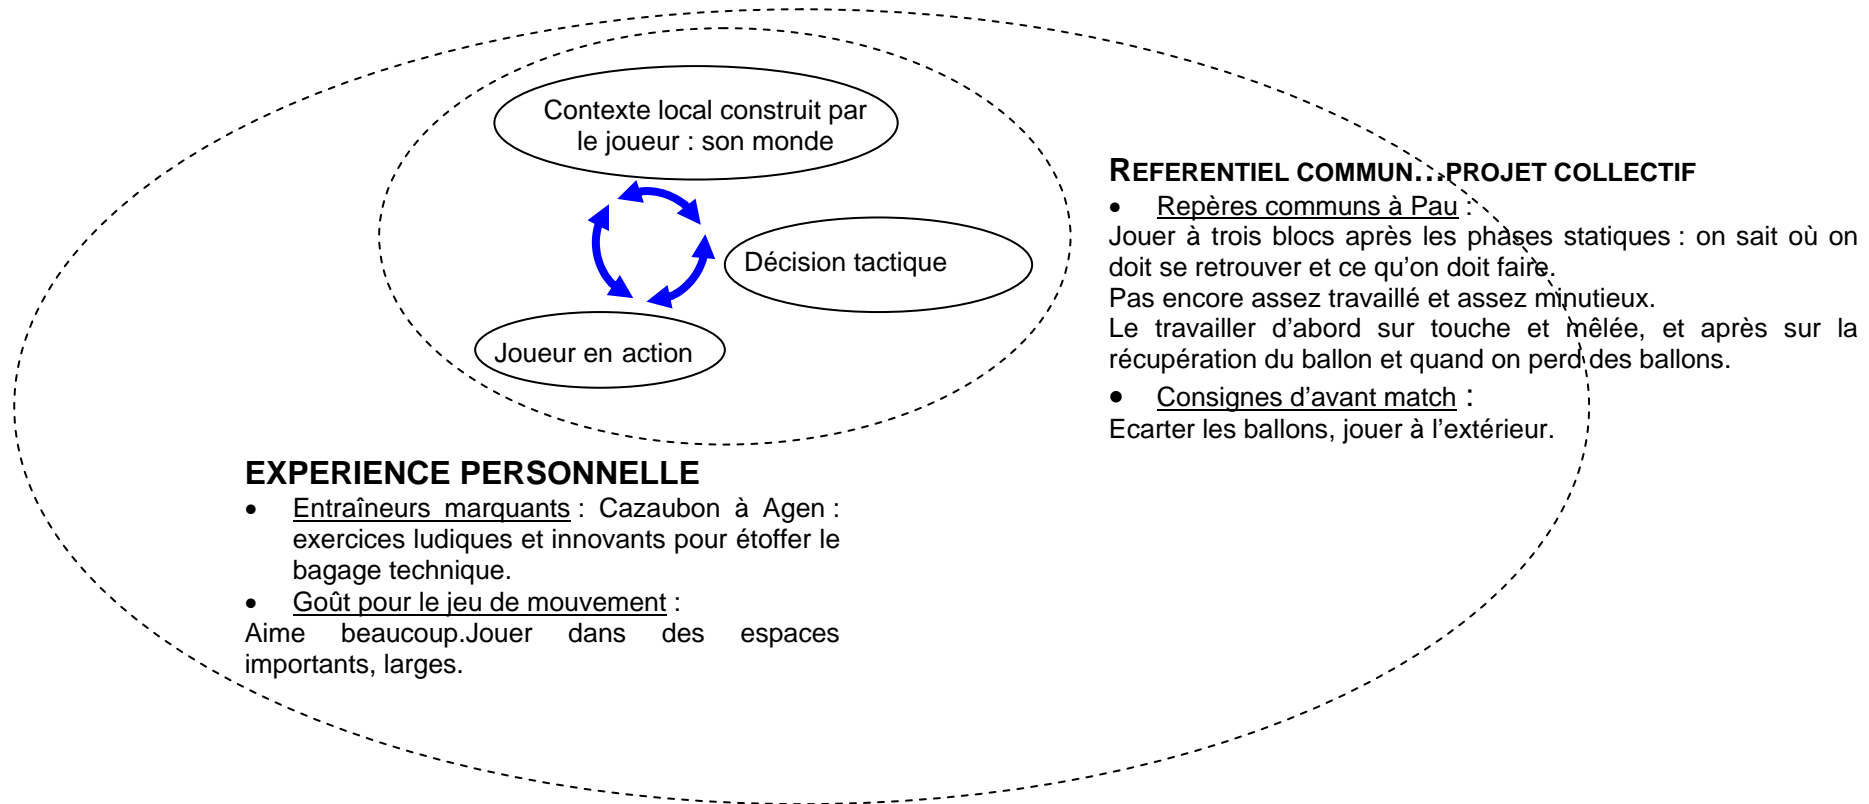 Contexte local construit par
le joueur : son monde
Décision tactique
Joueur en action
REFERENTIEL COMMUN…PROJET COLLECTIF
• Repères communs à Pau :
Jouer à trois blocs après les phases statiques : on sait où on
doit se retrouver et ce qu'on doit faire.
Pas encore assez travaillé et assez minutieux.
Le travailler d'abord sur touche et mêlée, et après sur la
récupération du ballon et quand on perd des ballons.
• Consignes d'avant match :
Ecarter les ballons, jouer à l'extérieur.
EXPERIENCE PERSONNELLE
• Entraîneurs marquants : Cazaubon à Agen :
exercices ludiques et innovants pour étoffer le
bagage technique.
• Goût pour le jeu de mouvement :
Aime beaucoup.Jouer dans des espaces
importants, larges.